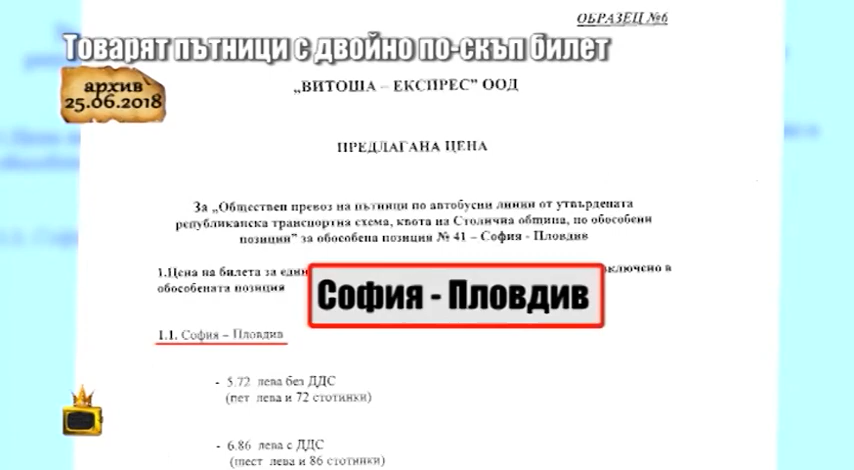 ОБРАЗЕЦ №6
Товарят пътници с двойно по-скъп билет
архив
25.06.2018
„ВИТОША – ЕКСПРЕС" ООД
ПРЕДЛАГАНА ЦЕНА
За „Обществен превоз на пътници по автобусни линии от утвърдената
републиканска транспортна схема, квота на Столична община, по обособени
позиции" за обособена позиция № 41 – София - Пловдив
1.Цена на билета за
включено в
обособената позиция
София - Пловдив
1.1. София – Пловдив
- 5.72 лева без ДДС
(пет лева и 72 стотинки)
- 6.86 лева с ДДС
(шест лева и 86 стотинки)